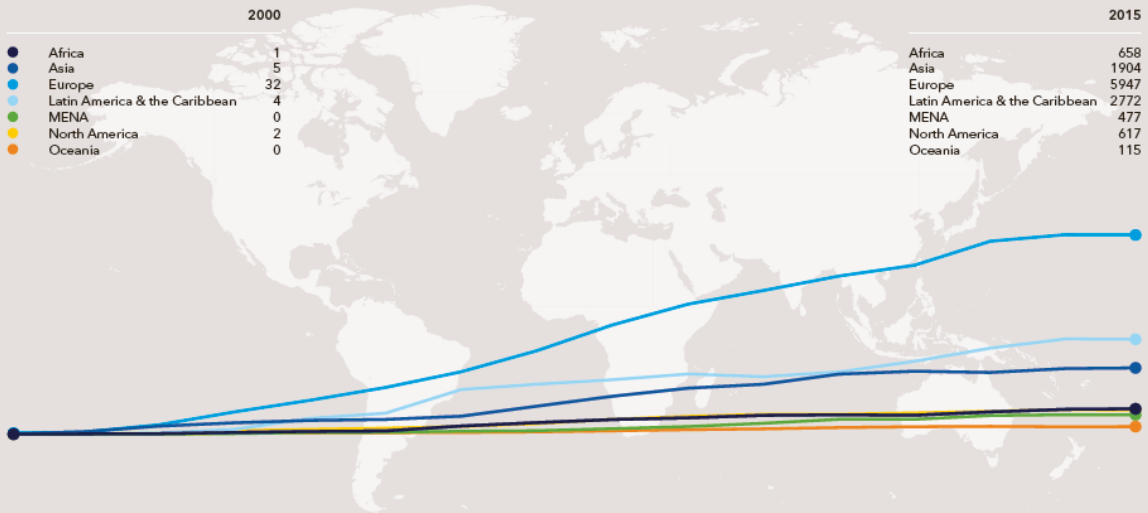 2000
Africa 1
Asia 5
Europe 32
Latin America & the Caribbean 4
MENA 0
North America 2
Oceania 0
2015
Africa 658
Asia 1904
Europe 5947
Latin America & the Caribbean 2772
MENA 477
North America 617
Oceania 115